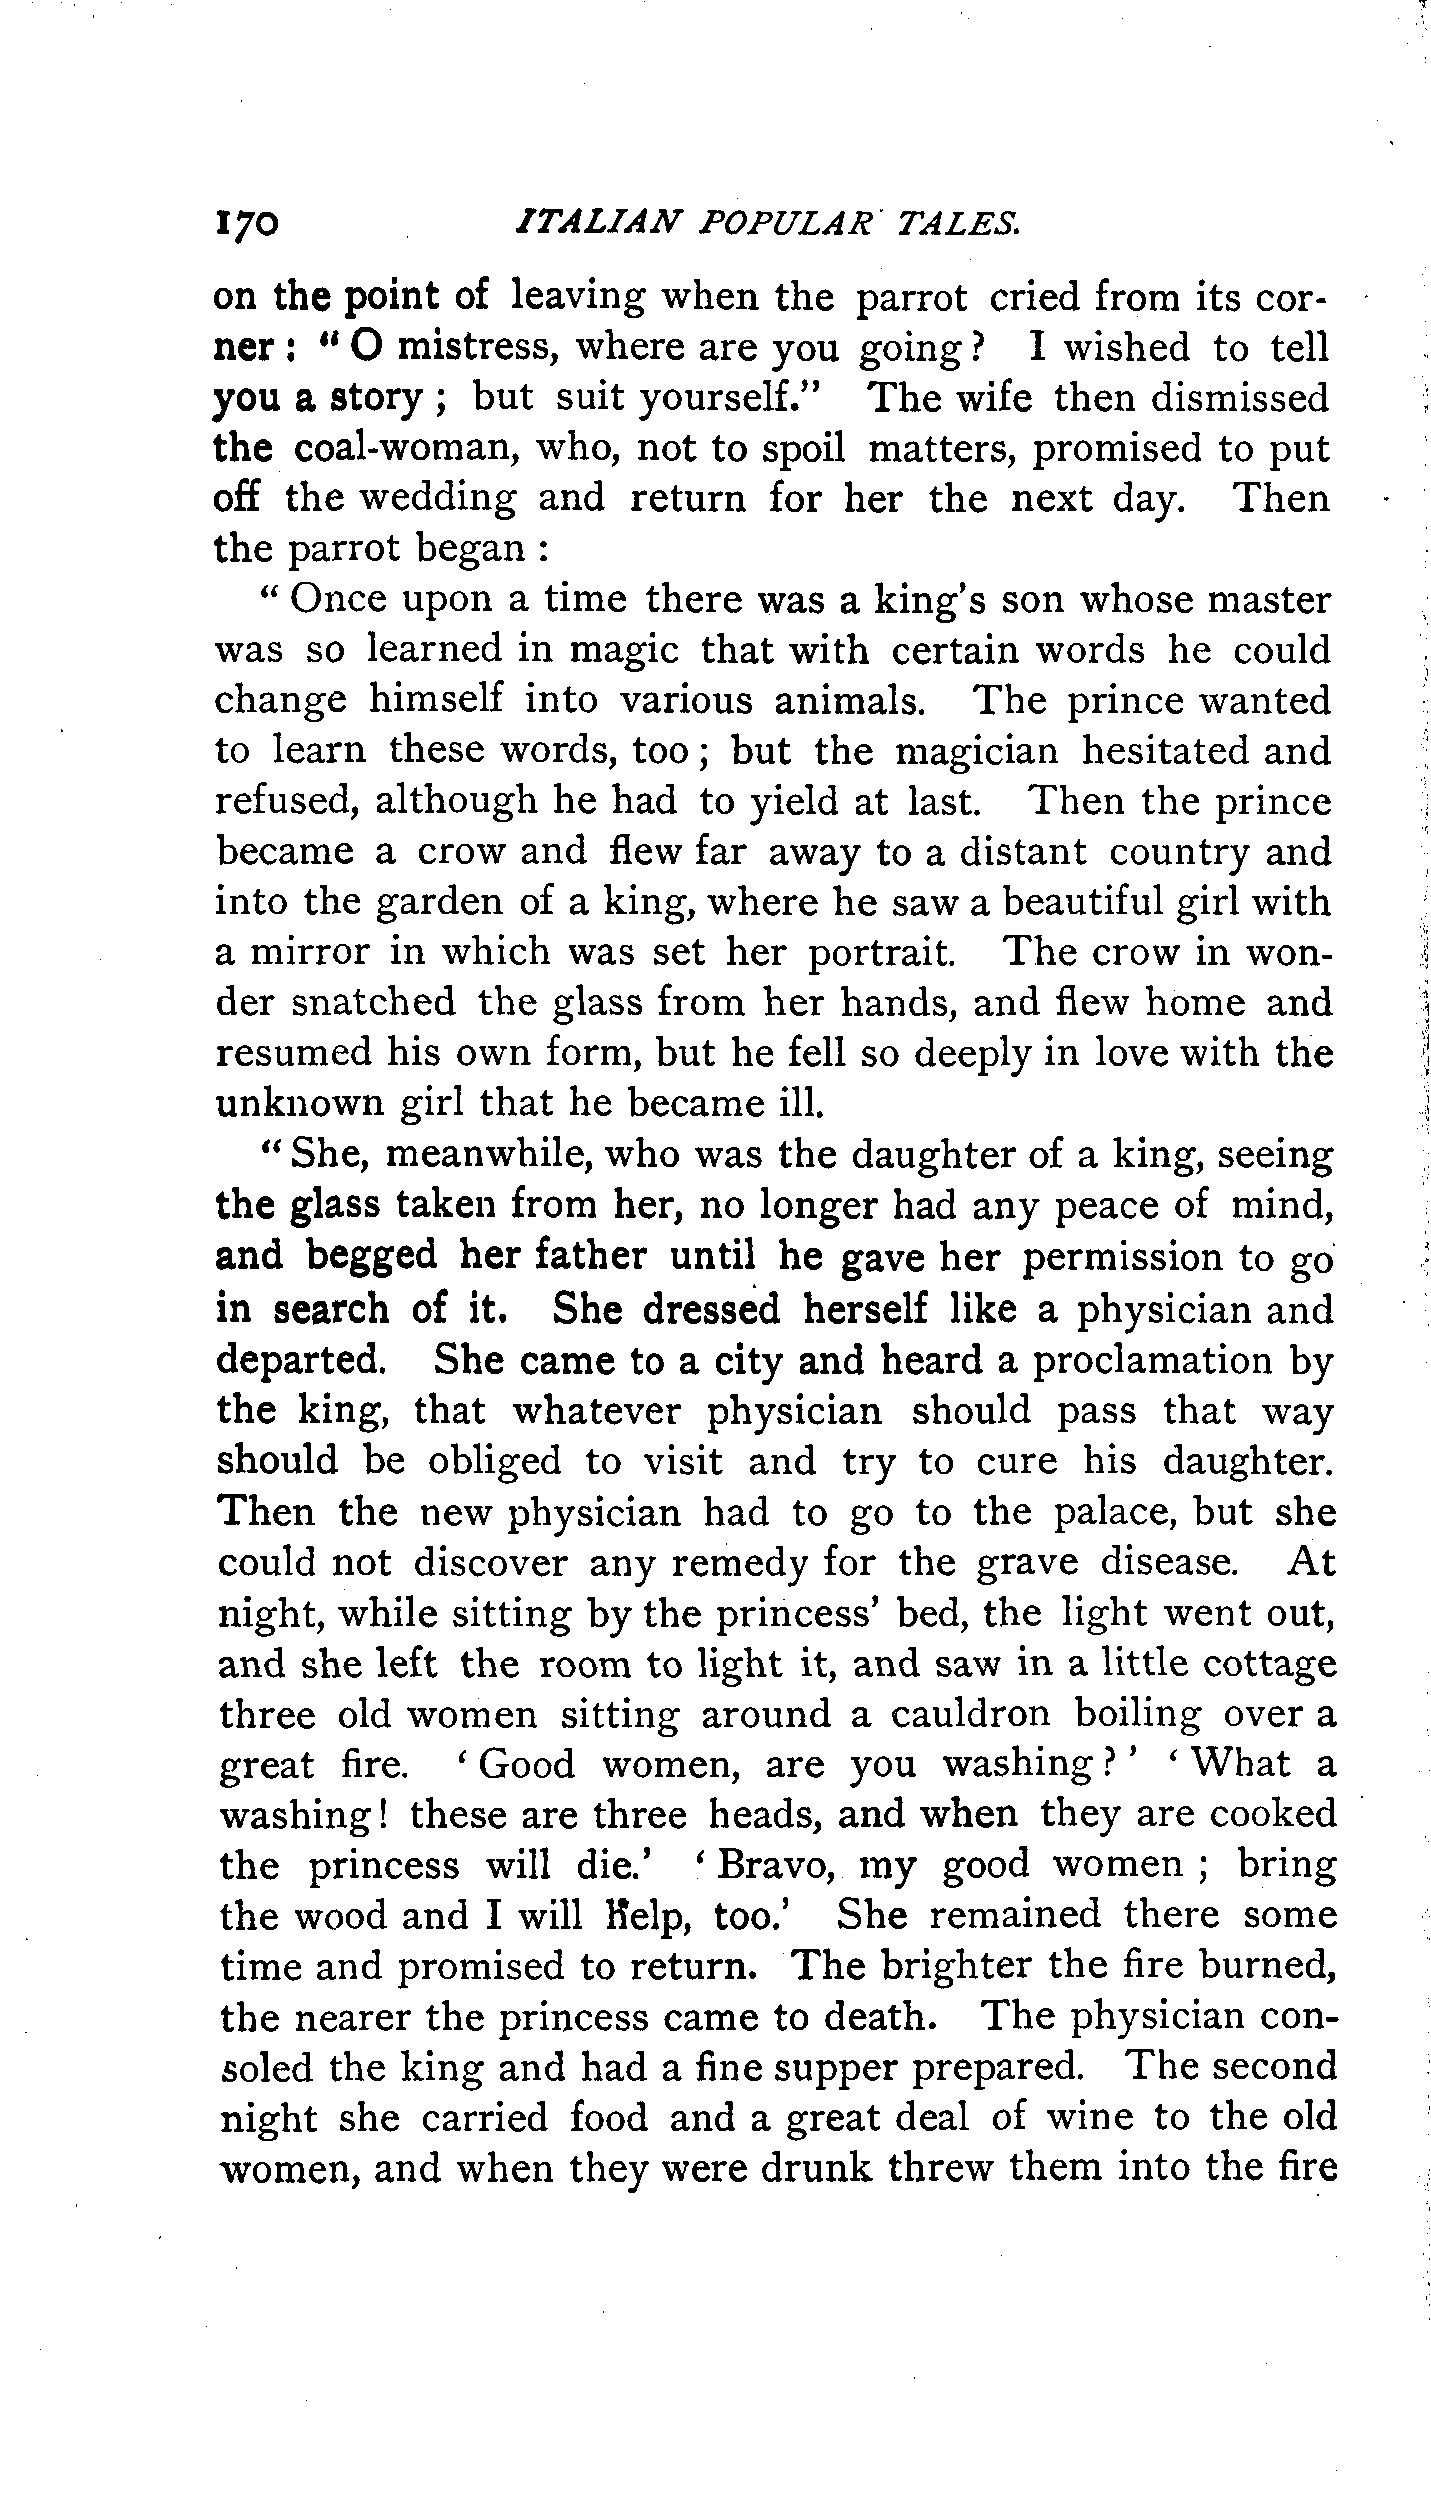 170 ITALIAN POPULAR TALES.
on the point of leaving when the parrot cried from its cor-
ner : " O mistress, where are you going ? I wished to tell
you a story ; but suit yourself." The wife then dismissed
the coal-woman, who, not to spoil matters, promised to put
off the wedding and return for her the next day. Then
the parrot began :
" Once upon a time there was a king's son whose master
was so learned in magic that with certain words he could
change himself into various animals. The prince wanted
to learn these words, too ; but the magician hesitated and
refused, although he had to yield at last. Then the prince
became a crow and flew far away to a distant country and
into the garden of a king, where he saw a beautiful girl with
a mirror in which was set her portrait. The crow in won-
der snatched the glass from her hands, and flew home and
resumed his own form, but he fell so deeply in love with the
unknown girl that he became ill.
" She, meanwhile, who was the daughter of a king, seeing
the glass taken from her, no longer had any peace of mind,
and begged her father until he gave her permission to go
in search of it. She dressed herself like a physician and
departed. She came to a city and heard a proclamation by
the king, that whatever physician should pass that way
should be obliged to visit and try to cure his daughter.
Then the new physician had to go to the palace, but she
could not discover any remedy for the grave disease. At
night, while sitting by the princess' bed, the light went out,
and she left the room to light it, and saw in a little cottage
three old women sitting around a cauldron boiling over a
great fire. ' Good women, are you washing ? ' ' What a
washing! these are three heads, and when they are cooked
the princess will die.' ' Bravo, my good women ; bring
the wood and I will help, too.' She remained there some
time and promised to return. The brighter the fire burned,
the nearer the princess came to death. The physician con-
soled the king and had a fine supper prepared. The second
night she carried food and a great deal of wine to the old
women, and when they were drunk threw them into the fire